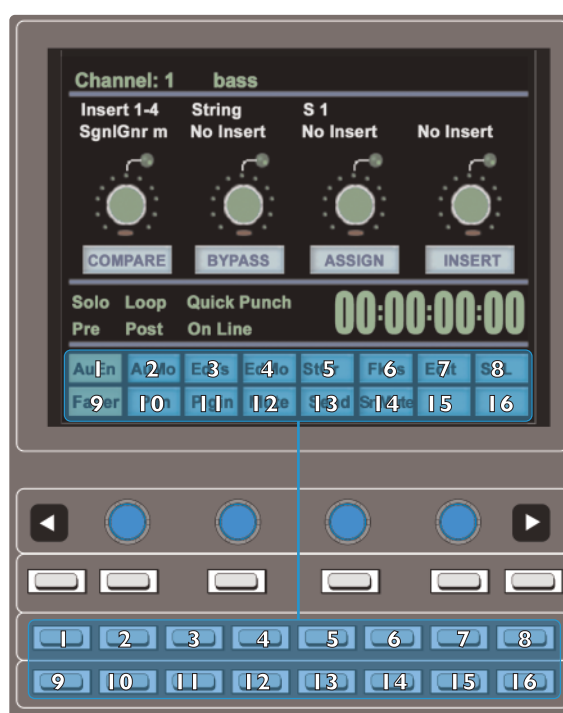 Channel: 1 bass
Insert 1-4 String S 1
SgnlGnr m No Insert No Insert No Insert
COMPARE BYPASS ASSIGN INSERT
Solo Loop Quick Punch
Pre Post On Line
00:00:00:00
1 2 3 4 5 6 7 8
9 10 11 12 13 14 15 16
1 2 3 4 5 6 7 8
9 10 11 12 13 14 15 16